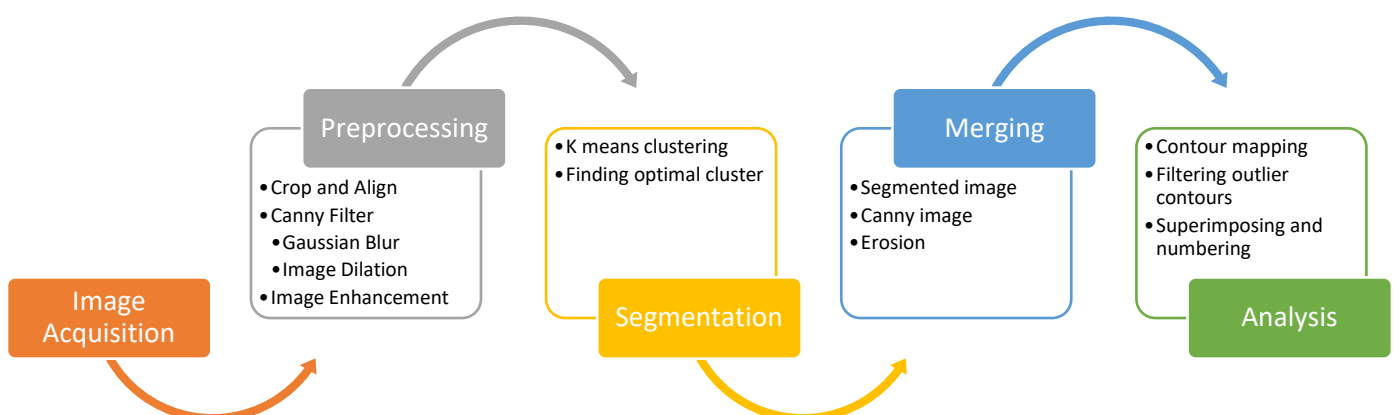 Image
Acquisition
Preprocessing
•Crop and Align
•Canny Filter
•Gaussian Blur
•Image Dilation
•Image Enhancement
•K means clustering
•Finding optimal cluster
Segmentation
Merging
•Segmented image
•Canny image
•Erosion
•Contour mapping
•Filtering outlier
contours
•Superimposing and
numbering
Analysis